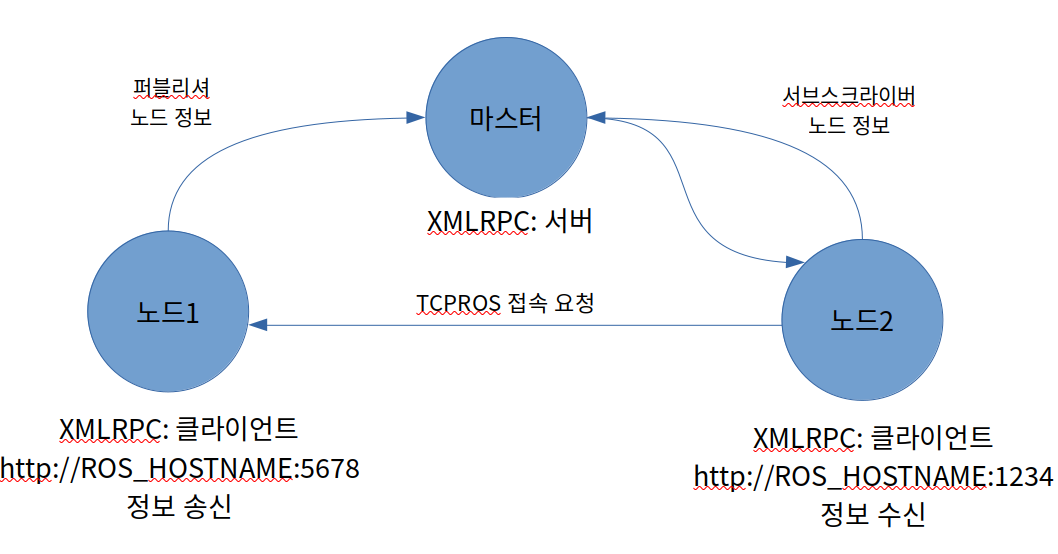 퍼블리셔
노드 정보
마스터
서브스크라이버
노드 정보
XMLRPC: 서버
노드1
TCPROS 접속 요청
노드2
XMLRPC: 클라이언트
http://ROS_HOSTNAME:5678
정보 송신
XMLRPC: 클라이언트
http://ROS_HOSTNAME:1234
정보 수신